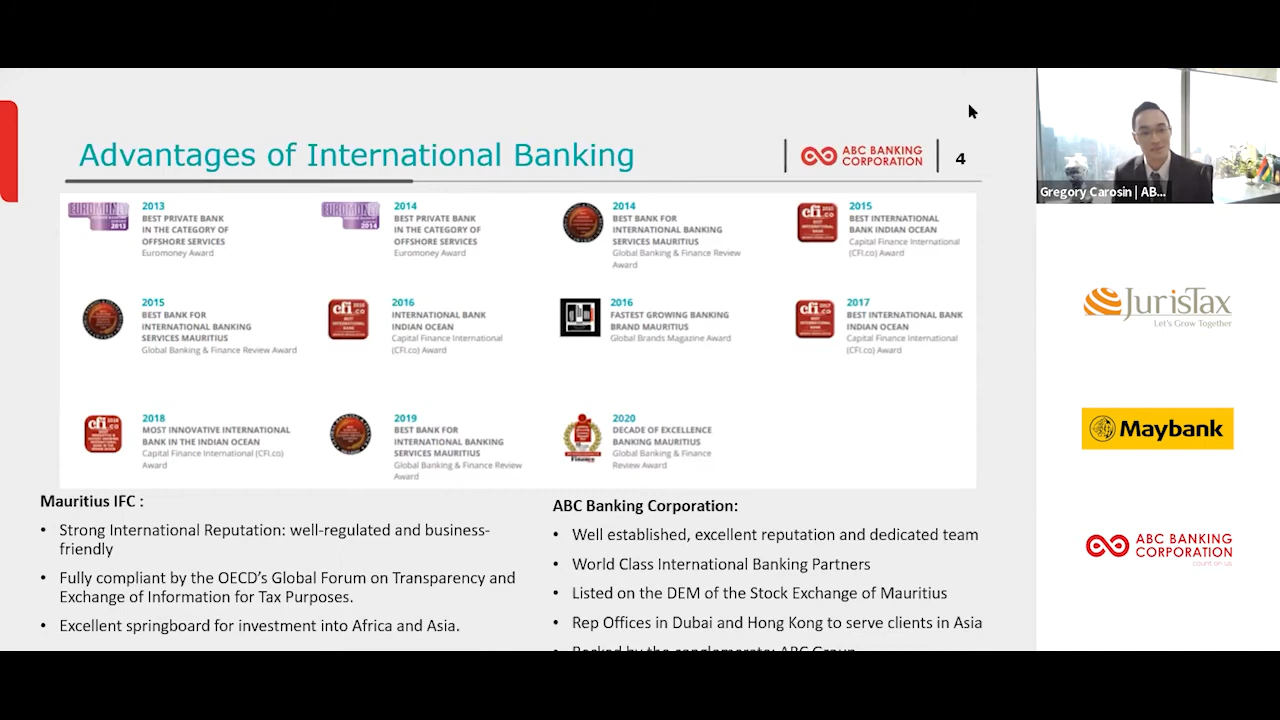 Advantages of International Banking
ABC BANKING
CORPORATION
4
2013
BEST PRIVATE BANK
IN THE CATEGORY OF
OFFSHORE SERVICES
Euromoney Award
2014
BEST PRIVATE BANK
IN THE CATEGORY OF
OFFSHORE SERVICES
Euromoney Award
2014
BEST BANK FOR
INTERNATIONAL BANKING
SERVICES MAURITIUS
Global Banking & Finance Review
Award
2015
BEST INTERNATIONAL
BANK INDIAN OCEAN
Capital Finance International
(CFI.co) Award
2015
BEST BANK FOR
INTERNATIONAL BANKING
SERVICES MAURITIUS
Global Banking & Finance Review Award
2016
INTERNATIONAL BANK
INDIAN OCEAN
Capital Finance International
(CFI.co) Award
2016
FASTEST GROWING BANKING
BRAND MAURITIUS
Global Brands Magazine Award
2017
BEST INTERNATIONAL BANK
INDIAN OCEAN
Capital Finance International
(CFI.co) Award
2018
MOST INNOVATIVE INTERNATIONAL
BANK IN THE INDIAN OCEAN
Capital Finance International (CFI.co)
Award
2019
BEST BANK FOR
INTERNATIONAL BANKING
SERVICES MAURITIUS
Global Banking & Finance Review
Award
2020
DECADE OF EXCELLENCE
BANKING MAURITIUS
Global Banking & Finance
Review Award
Mauritius IFC :
• Strong International Reputation: well-regulated and business-
friendly
• Fully compliant by the OECD's Global Forum on Transparency and
Exchange of Information for Tax Purposes.
• Excellent springboard for investment into Africa and Asia.
ABC Banking Corporation:
• Well established, excellent reputation and dedicated team
• World Class International Banking Partners
• Listed on the DEM of the Stock Exchange of Mauritius
• Rep Offices in Dubai and Hong Kong to serve clients in Asia
Backed by the conglomerate: ABC Group
Gregory Carosin | AB...
JurisTax
Let's Grow Together
Maybank
ABC BANKING
CORPORATION
count on us